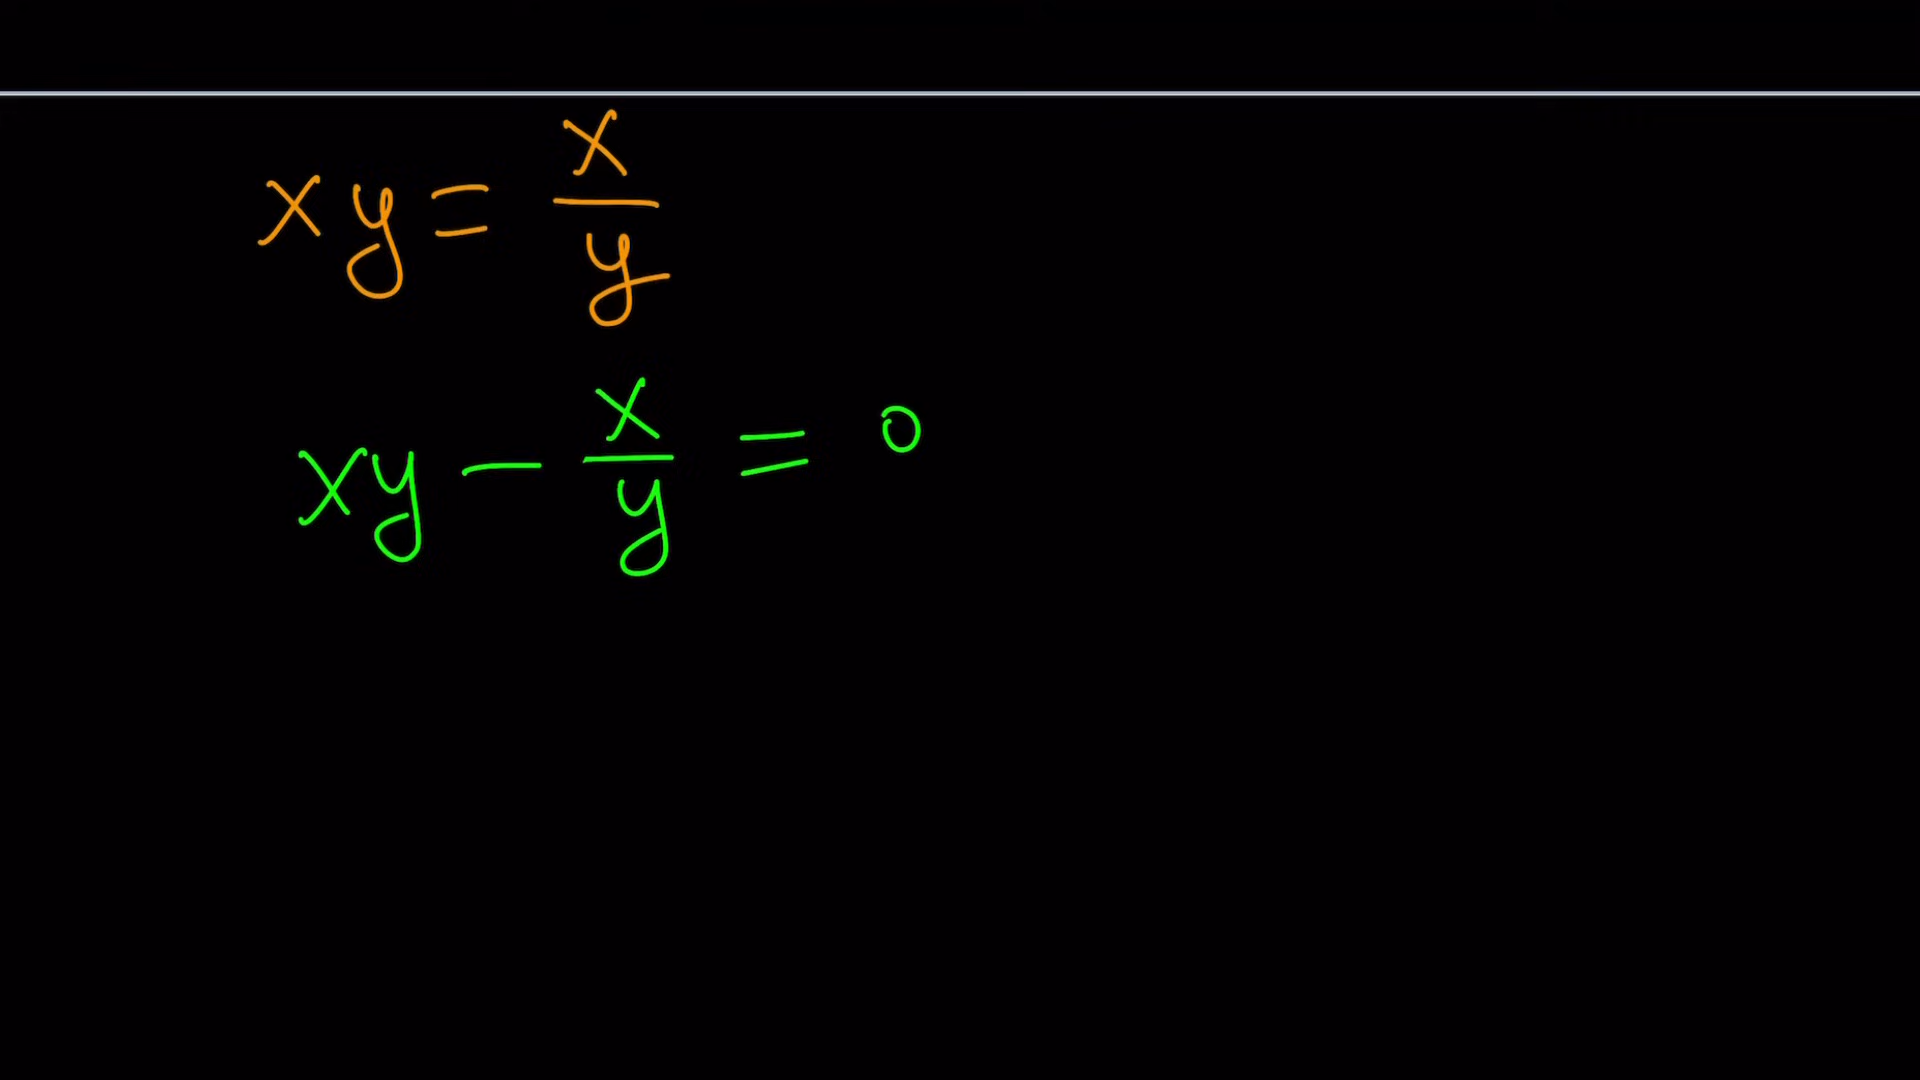 xy = x/y
xy - x/y = 0